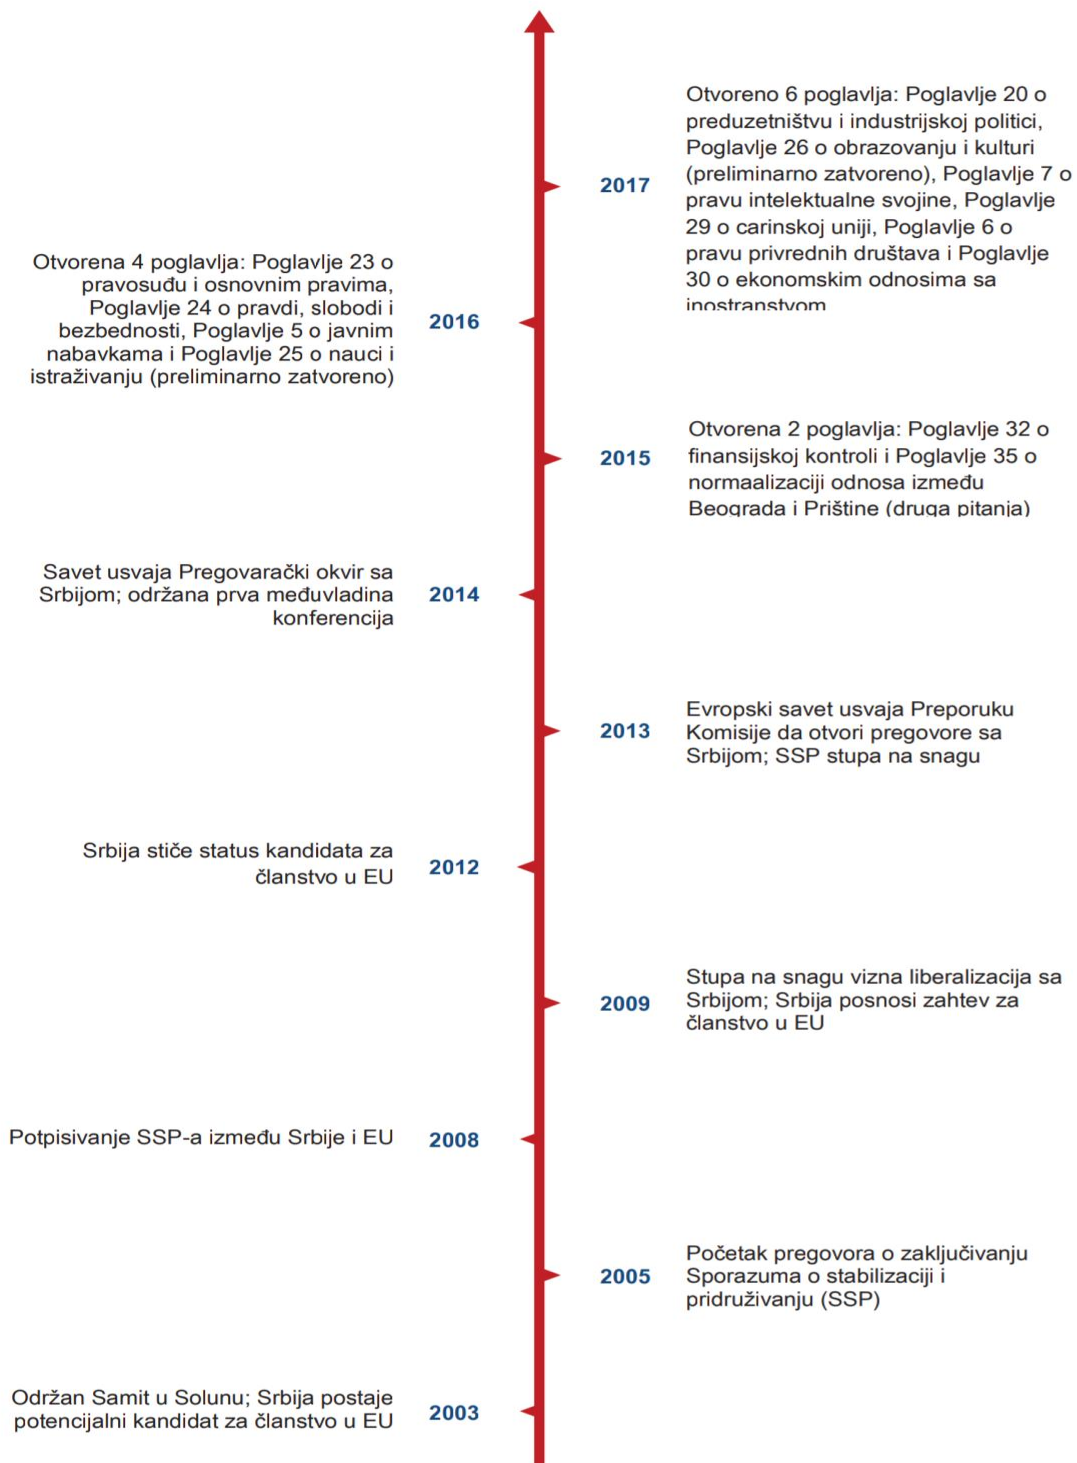 Otvoreno 6 poglavlja: Poglavlje 20 o
preduzetništvu i industrijskoj politici,
Poglavlje 26 o obrazovanju i kulturi
(preliminarno zatvoreno), Poglavlje 7 o
pravu intelektualne svojine, Poglavlje
29 o carinskoj uniji, Poglavlje 6 o
pravu privrednih društava i Poglavlje
30 o ekonomskim odnosima sa
inostranstvom
2017
Otvorena 4 poglavlja: Poglavlje 23 o
pravosuđu i osnovnim pravima,
Poglavlje 24 o pravdi, slobodi i
bezbednosti, Poglavlje 5 o javnim
nabavkama i Poglavlje 25 o nauci i
istraživanju (preliminarno zatvoreno)
2016
2015
Otvorena 2 poglavlja: Poglavlje 32 o
finansijskoj kontroli i Poglavlje 35 o
normaalizaciji odnosa između
Beograda i Prištine (druga pitanja)
Savet usvaja Pregovarački okvir sa
Srbijom; održana prva međuvladina
konferencija
2014
2013
Evropski savet usvaja Preporuku
Komisije da otvori pregovore sa
Srbijom; SSP stupa na snagu
Srbija stiče status kandidata za
članstvo u EU
2012
2009
Stupa na snagu vizna liberalizacija sa
Srbijom; Srbija posnosi zahtev za
članstvo u EU
Potpisivanje SSP-a između Srbije i EU
2008
2005
Početak pregovora o zaključivanju
Sporazuma o stabilizaciji i
pridruživanju (SSP)
Održan Samit u Solunu; Srbija postaje
potencijalni kandidat za članstvo u EU
2003